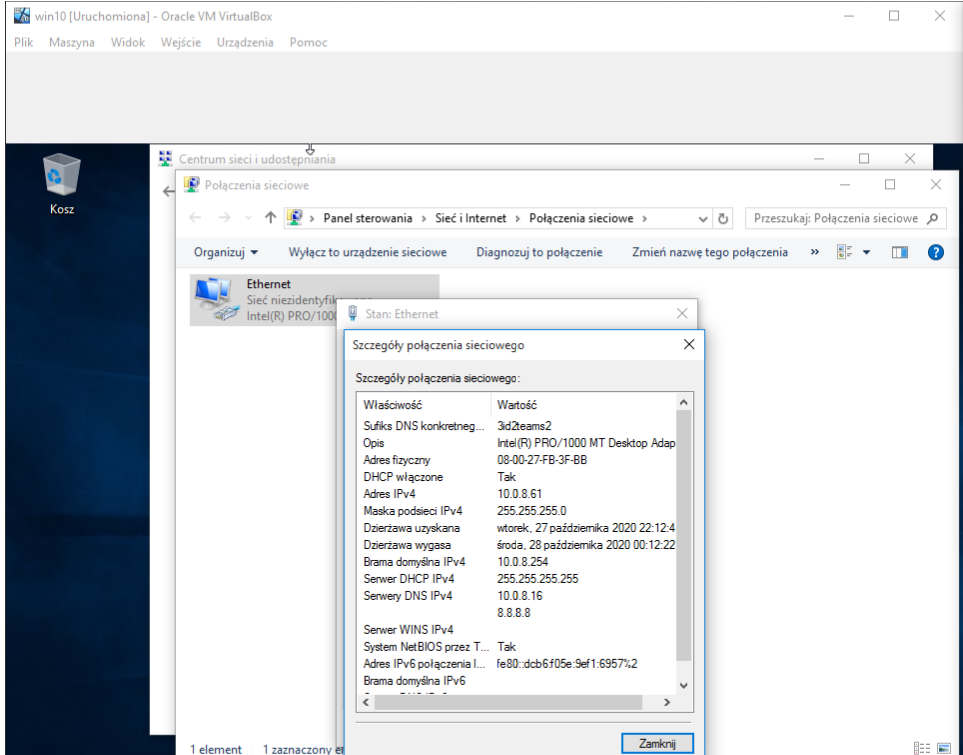 win10 [Uruchomiona] - Oracle VM VirtualBox
Plik Maszyna Widok Wejście Urządzenia Pomoc
Kosz
Centrum sieci i udostępniania
Połączenia sieciowe
Panel sterowania > Sieć i Internet > Połączenia sieciowe >
Przeszukaj: Połączenia sieciowe
Organizuj Wyłącz to urządzenie sieciowe Diagnozuj to połączenie Zmień nazwę tego połączenia »
Ethernet
Sieć
Intel(R)
Stan: Ethernet
Szczegóły połączenia sieciowego
Szczegóły połączenia sieciowego:
Właściwość Wartość
Sufiks DNS konkretneg... 3id2teams2
Opis Intel(R) PRO/1000 MT Desktop Adap
Adres fizyczny 08-00-27-FB-3F-BB
DHCP włączone Tak
Adres IPv4 10.0.8.61
Maska podsieci IPv4 255.255.255.0
Dzierżawa uzyskana wtorek, 27 października 2020 22:12:4
Dzierżawa wygasa środa, 28 października 2020 00:12:22
Brama domyślna IPv4 10.0.8.254
Serwer DHCP IPv4 255.255.255.255
Serwery DNS IPv4 10.0.8.16
8.8.8.8
Serwer WINS IPv4
System NetBIOS przez T... Tak
Adres IPv6 połączenia l... fe80::dcb6:f05e:9ef1:6957%2
Brama domyślna IPv6
Zamknij
1 element 1 zaznaczony